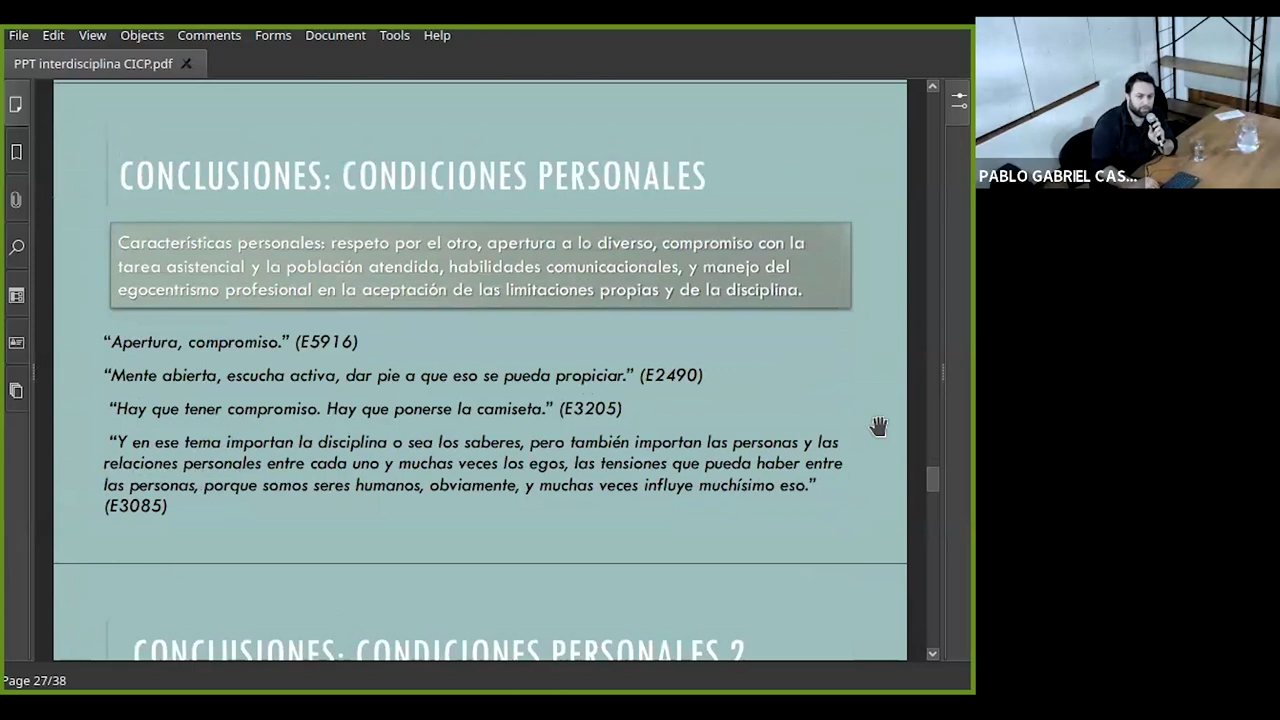 File Edit View Objects Comments Forms Document Tools Help
PPT interdisciplina CICP.pdf
CONCLUSIONES: CONDICIONES PERSONALES
Características personales: respeto por el otro, apertura a lo diverso, compromiso con la
tarea asistencial y la población atendida, habilidades comunicacionales, y manejo del
egocentrismo profesional en la aceptación de las limitaciones propias y de la disciplina.
“Apertura, compromiso.” (E5916)
“Mente abierta, escucha activa, dar pie a que eso se pueda propiciar.” (E2490)
“Hay que tener compromiso. Hay que ponerse la camiseta.” (E3205)
“Y en ese tema importan la disciplina o sea los saberes, pero también importan las personas y las
relaciones personales entre cada uno y muchas veces los egos, las tensiones que pueda haber entre
las personas, porque somos seres humanos, obviamente, y muchas veces influye muchísimo eso.”
(E3085)
CONCLUSIONES: CONDICIONES PERSONALES 2
Page 27/38
PABLO GABRIEL CAS...